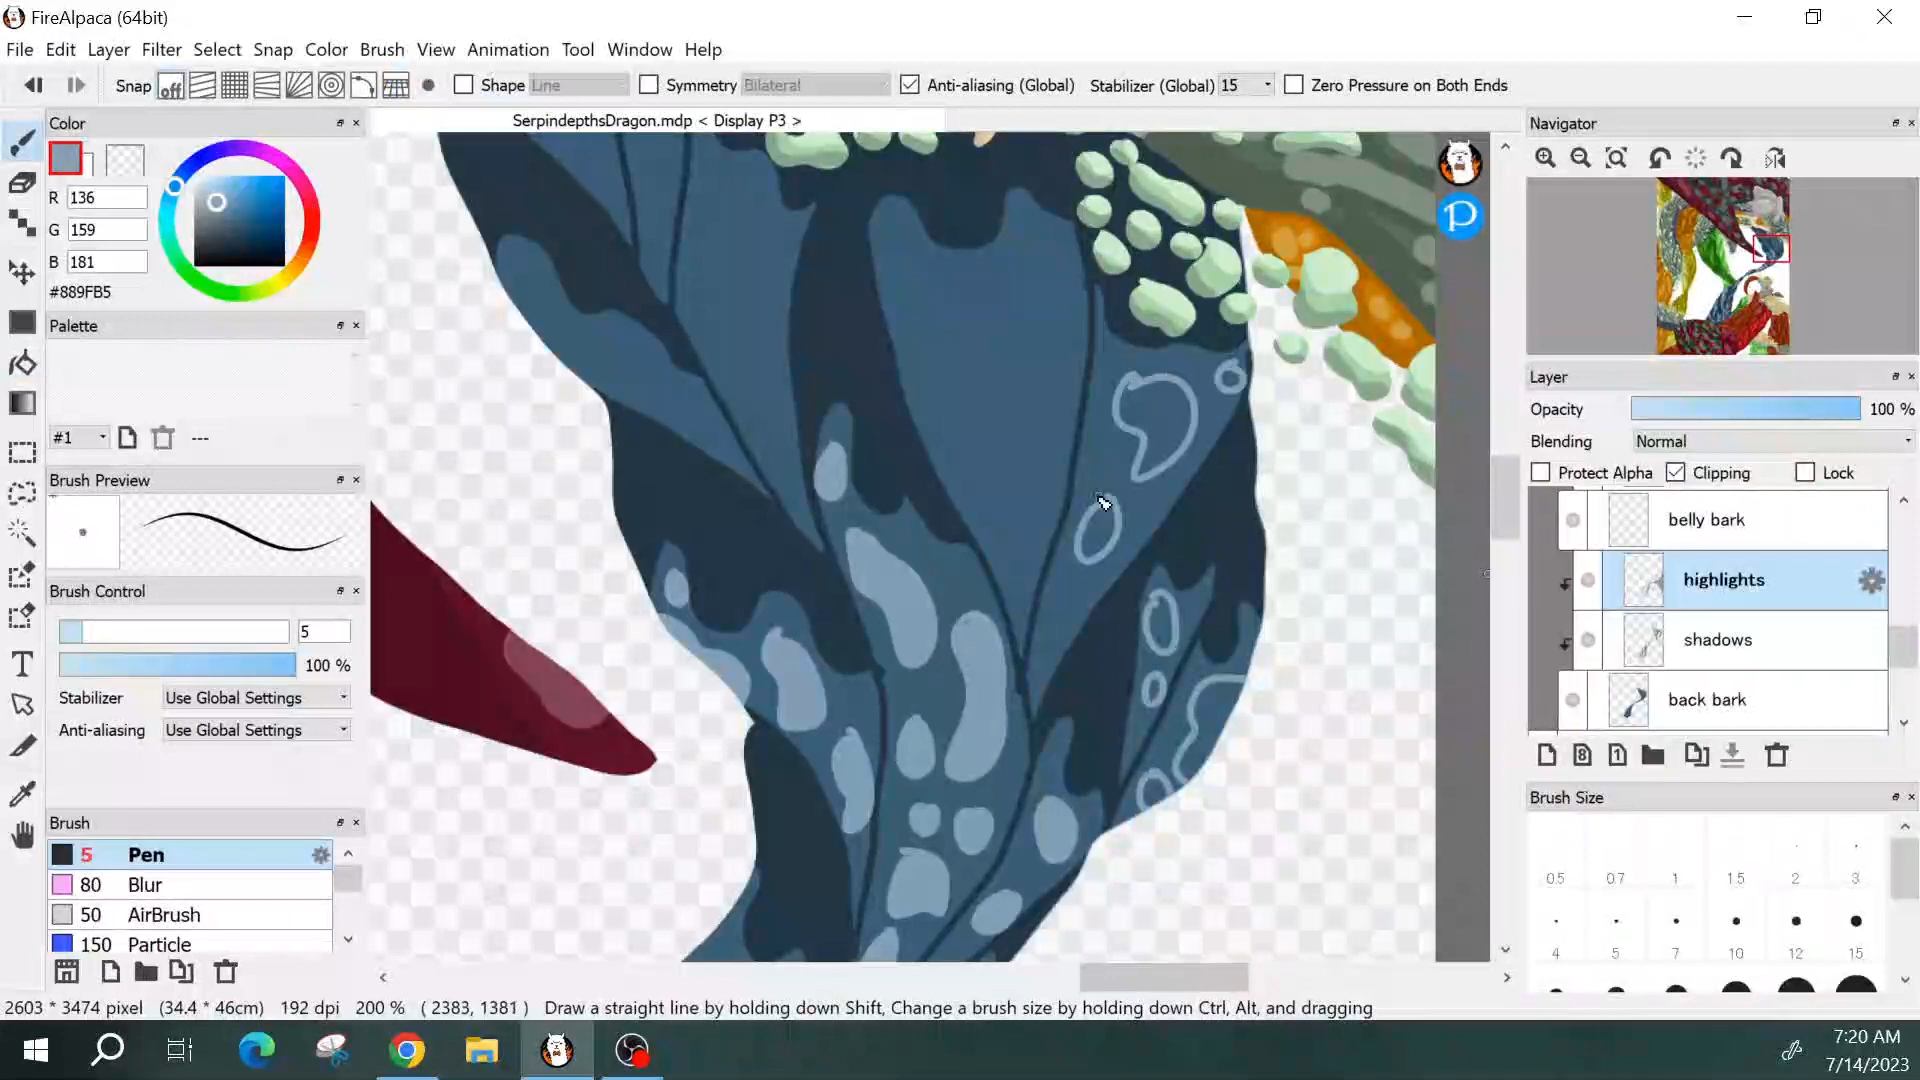 FireAlpaca (64bit)
File Edit Layer Filter Select Snap Color Brush View Animation Tool Window Help
Snap off Shape Line Symmetry Bilateral Anti-aliasing (Global) Stabilizer (Global) 15 Zero Pressure on Both Ends
Color
SerpindepthsDragon.mdp < Display P3 >
Navigator
R 136
G 159
B 181
#889FB5
Palette
#1 ---
Layer
Opacity 100 %
Blending Normal
Protect Alpha Clipping Lock
belly bark
highlights
shadows
back bark
Brush Preview
Brush Control
5
100 %
Stabilizer Use Global Settings
Anti-aliasing Use Global Settings
Brush
5 Pen
80 Blur
50 AirBrush
150 Particle
Brush Size
0.5 0.7 1 1.5 2 3
4 5 7 10 12 15
2603 * 3474 pixel (34.4 * 46cm) 192 dpi 200 % ( 2383, 1381 ) Draw a straight line by holding down Shift, Change a brush size by holding down Ctrl, Alt, and dragging
7:20 AM
7/14/2023